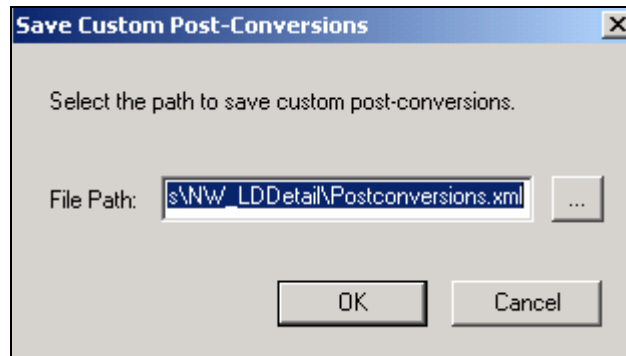 Save Custom Post-Conversions
Select the path to save custom post-conversions.
File Path: s\NW_LDDetail\Postconversions.xml ...
OK Cancel